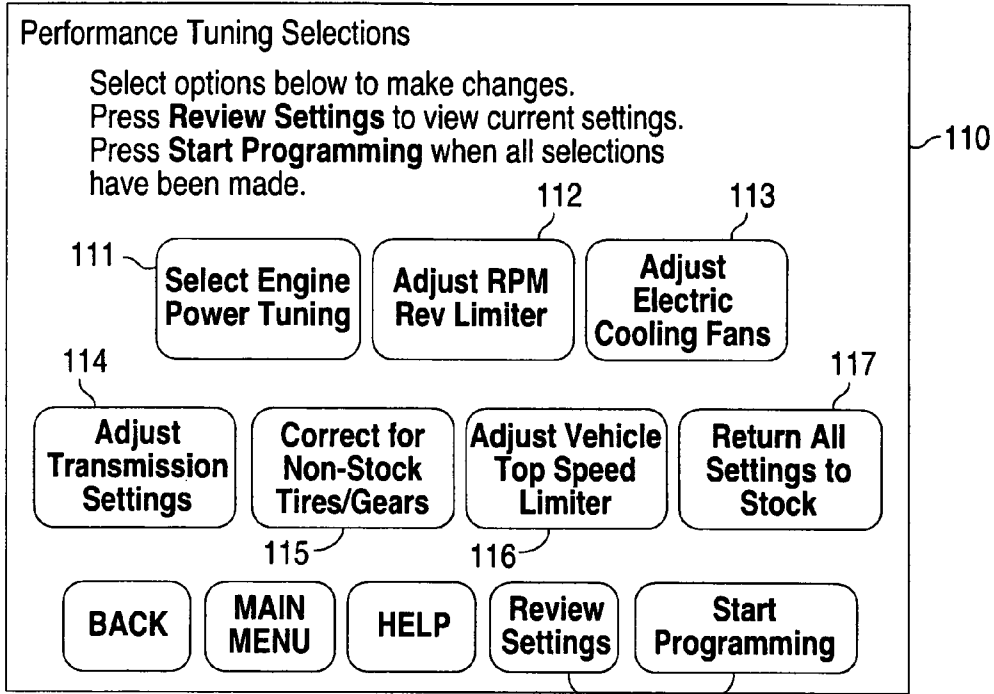 Performance Tuning Selections
Select options below to make changes.
Press Review Settings to view current settings.
Press Start Programming when all selections
have been made.
110
112
113
111
Select Engine
Power Tuning
Adjust RPM
Rev Limiter
Adjust
Electric
Cooling Fans
114
117
Adjust
Transmission
Settings
Correct for
Non-Stock
Tires/Gears
Adjust Vehicle
Top Speed
Limiter
Return All
Settings to
Stock
115
116
BACK
MAIN
MENU
HELP
Review
Settings
Start
Programming